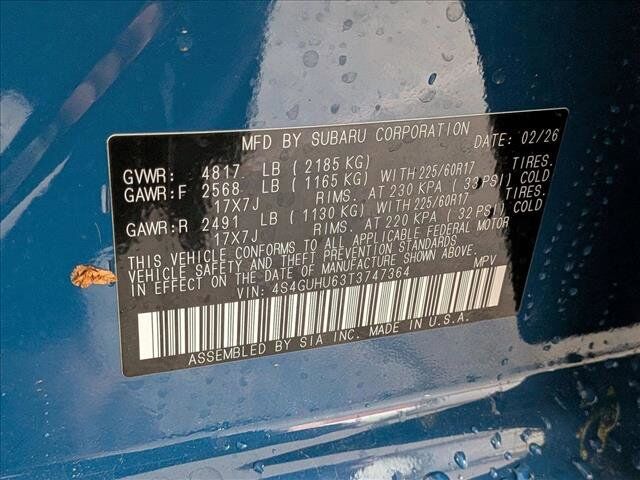 MFD BY SUBARU CORPORATION DATE: 02/26
GVWR: 4817 LB ( 2185 KG)
GAWR:F 2568 LB ( 1165 KG) WITH 225/60R17 TIRES.
17X7J RIMS. AT 230 KPA ( 33 PSI) COLD
GAWR:R 2491 LB ( 1130 KG) WITH 225/60R17 TIRES.
17X7J RIMS. AT 220 KPA ( 32 PSI) COLD
THIS VEHICLE CONFORMS TO ALL APPLICABLE FEDERAL MOTOR
VEHICLE SAFETY AND THEFT PREVENTION STANDARDS
IN EFFECT ON THE DATE OF MANUFACTURE SHOWN ABOVE.
VIN: 4S4GUHU63T3747364 MPV
ASSEMBLED BY SIA INC. MADE IN U.S.A.